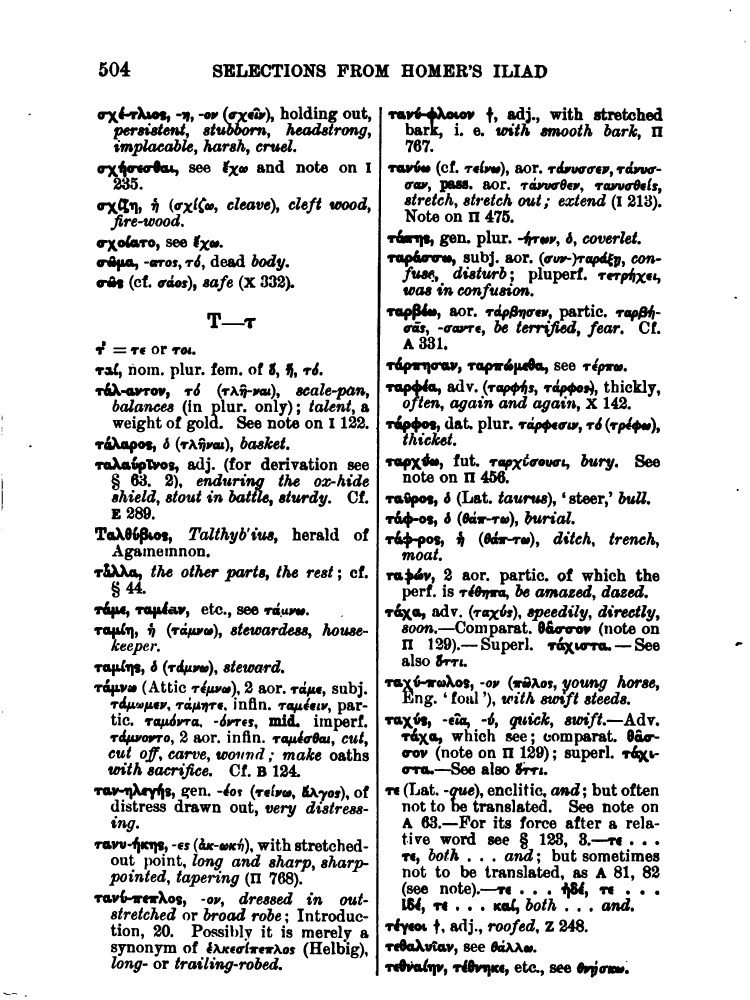 504 SELECTIONS FROM HOMER'S ILIAD
σχέ-τλιος, -η, -ον (σχεῖν), holding out,
persistent, stubborn, headstrong,
implacable, harsh, cruel.
σχήσεσθαι, see ἔχω and note on I
235.
σχίζη, ἡ (σχίζω, cleave), cleft wood,
fire-wood.
σχοίατο, see ἔχω.
σῶμα, -ατος, τό, dead body.
σῶς (cf. σάος), safe (X 332).
Τ—τ
τ' = τε or τοι.
ταί, nom. plur. fem. of ὅ, ἥ, τό.
τάλ-αντον, τό (τλῆ-ναι), scale-pan,
balances (in plur. only); talent, a
weight of gold. See note on I 122.
τάλαρος, ὁ (τλῆναι), basket.
ταλαύρῑνος, adj. (for derivation see
§ 63. 2), enduring the ox-hide
shield, stout in battle, sturdy. Cf.
E 289.
Ταλθύβιος, Talthyb'ius, herald of
Agamemnon.
τἆλλα, the other parts, the rest; cf.
§ 44.
τάμε, ταμέειν, etc., see τάμνω.
ταμίη, ἡ (τάμνω), stewardess, house-
keeper.
ταμίης, ὁ (τάμνω), steward.
τάμνω (Attic τέμνω), 2 aor. τάμε, subj.
τάμωμεν, τάμητε, infin. ταμέειν, par-
tic. ταμόντα, -όντες, mid. imperf.
τάμνοντο, 2 aor. infin. ταμέσθαι, cut,
cut off, carve, wound; make oaths
with sacrifice. Cf. B 124.
ταν-ηλεγής, gen. -έος (τείνω, ἄλγος), of
distress drawn out, very distress-
ing.
τανυ-ήκης, -ες (ἀκ-ωκή), with stretched-
out point, long and sharp, sharp-
pointed, tapering (Π 768).
τανύ-πεπλος, -ον, dressed in out-
stretched or broad robe; Introduc-
tion, 20. Possibly it is merely a
synonym of ἑλκεσίπεπλος (Helbig),
long- or trailing-robed.
τανύ-φλοιον †, adj., with stretched
bark, i. e. with smooth bark, Π
767.
τανύω (cf. τείνω), aor. τάνυσσεν, τάνυσ-
σαν, pass. aor. τάνυσθεν, τανυσθείς,
stretch, stretch out; extend (I 213).
Note on Π 475.
τάπης, gen. plur. -ήτων, ὁ, coverlet.
ταράσσω, subj. aor. (συν-)ταράξῃ, con-
fuse, disturb; pluperf. τετρήχει,
was in confusion.
ταρβέω, aor. τάρβησεν, partic. ταρβή-
σᾱς, -σαντε, be terrified, fear. Cf.
A 331.
τάρπησαν, ταρπώμεθα, see τέρπω.
ταρφέα, adv. (ταρφής, τάρφος), thickly,
often, again and again, X 142.
τάρφος, dat. plur. τάρφεσιν, τό (τρέφω),
thicket.
ταρχύω, fut. ταρχύσουσι, bury. See
note on Π 456.
ταῦρος, ὁ (Lat. taurus), 'steer,' bull.
τάφ-ος, ὁ (θάπ-τω), burial.
τάφ-ρος, ἡ (θάπ-τω), ditch, trench,
moat.
ταφών, 2 aor. partic. of which the
perf. is τέθηπα, be amazed, dazed.
τάχα, adv. (ταχύς), speedily, directly,
soon.—Comparat. θᾶσσον (note on
Π 129).—Superl. τάχιστα.—See
also ὅττι.
ταχύ-πωλος, -ον (πῶλος, young horse,
Eng. 'foal'), with swift steeds.
ταχύς, -εῖα, -ύ, quick, swift.—Adv.
τάχα, which see; comparat. θᾶσ-
σον (note on Π 129); superl. τάχι-
στα.—See also ὅττι.
τε (Lat. -que), enclitic, and; but often
not to be translated. See note on
A 63.—For its force after a rela-
tive word see § 123, 3.—τε . . .
τε, both . . . and; but sometimes
not to be translated, as A 81, 82
(see note).—τε . . . ἠδέ, τε . . .
ἰδέ, τε . . . καί, both . . . and.
τέγεοι †, adj., roofed, Z 248.
τεθαλυῖαν, see θάλλω.
τεθναίην, τέθνηκε, etc., see θνῄσκω.